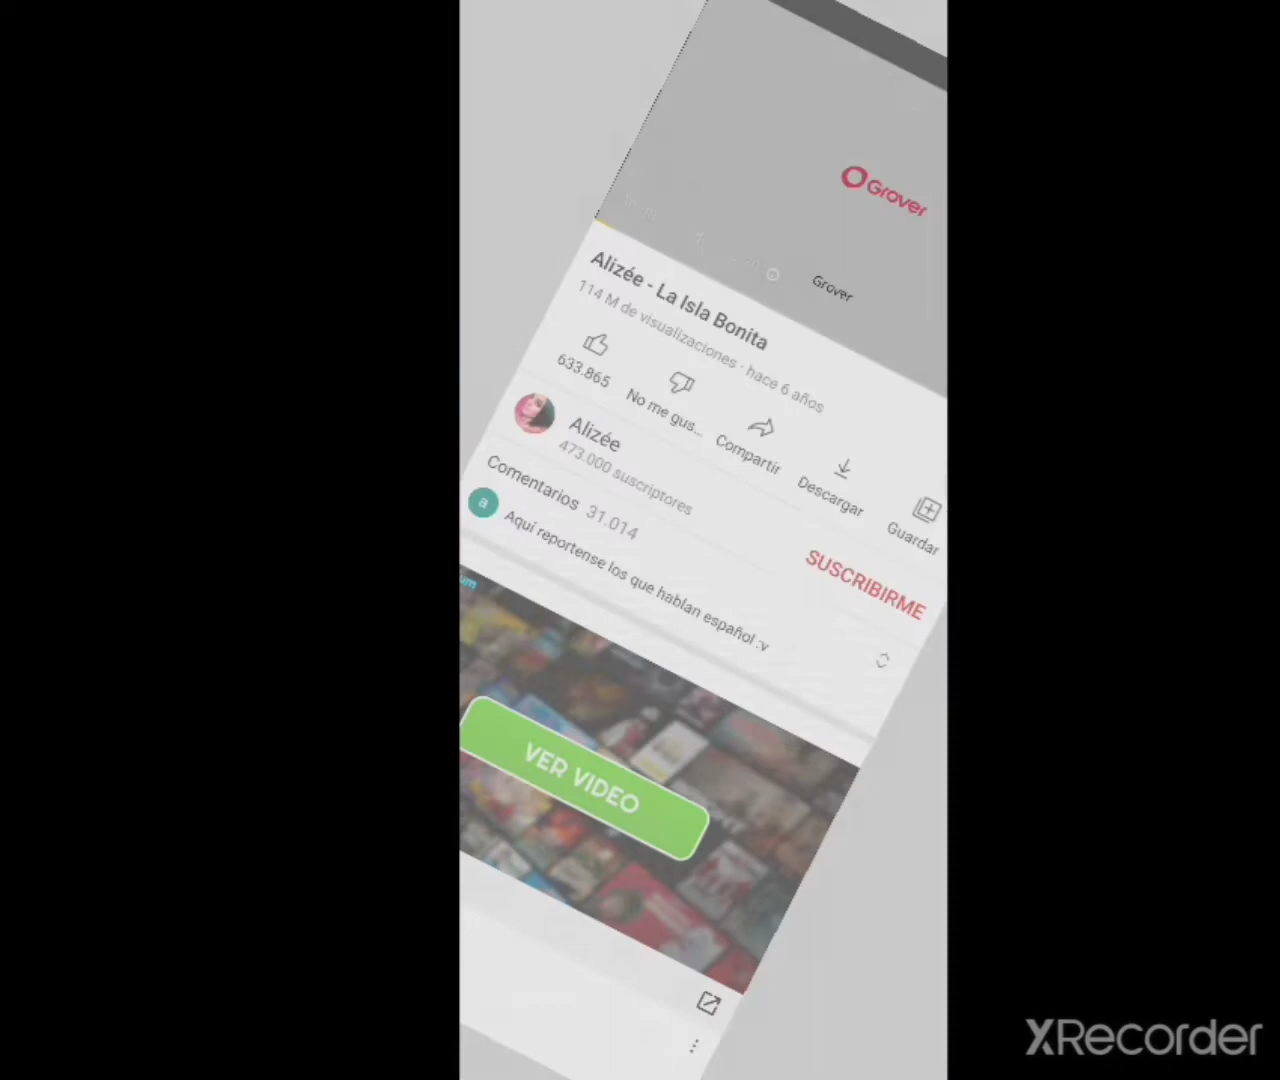 Grover
Grover
Alizée - La Isla Bonita
114 M de visualizaciones · hace 6 años
633.865
No me gus...
Compartir
Descargar
Guardar
Alizée
473.000 suscriptores
SUSCRIBIRME
Comentarios 31.014
a
Aquí reportense los que hablan español :v
um
VER VIDEO
XRecorder